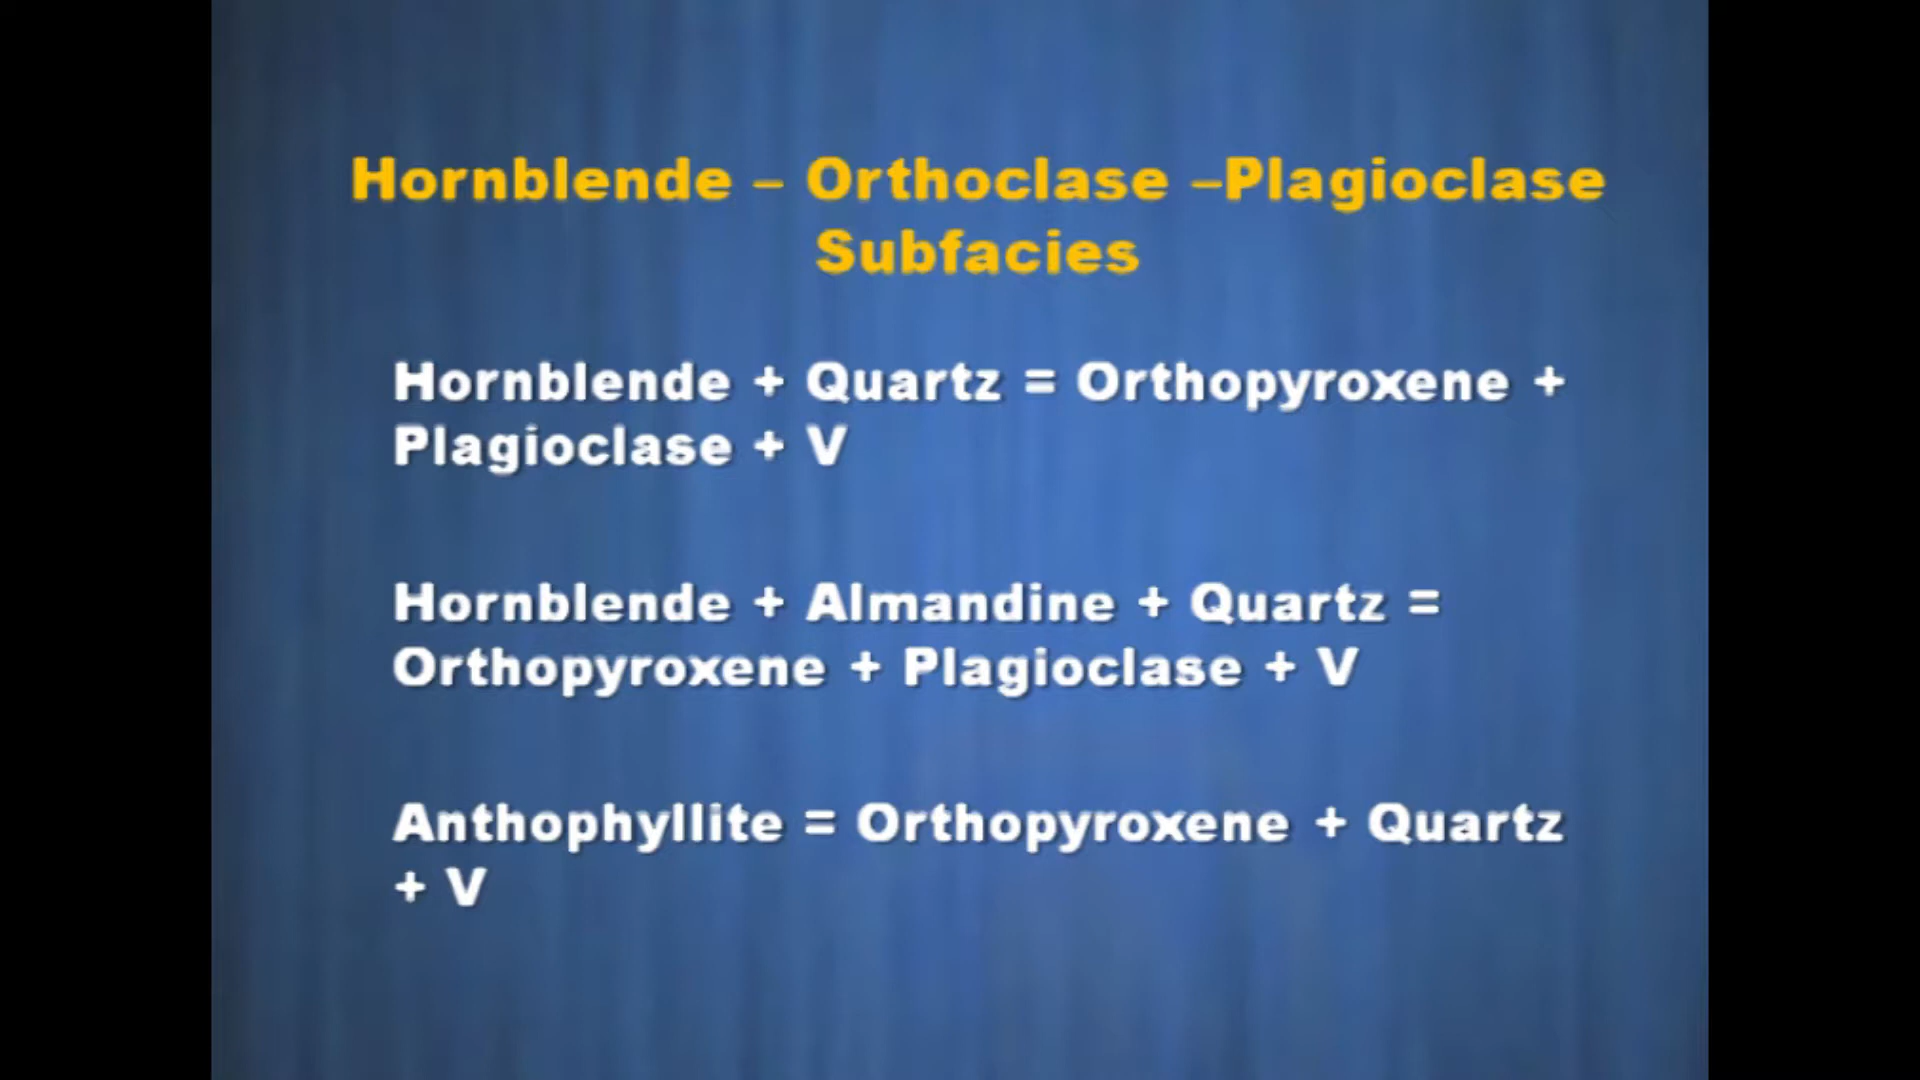 Hornblende – Orthoclase –Plagioclase
Subfacies
Hornblende + Quartz = Orthopyroxene +
Plagioclase + V
Hornblende + Almandine + Quartz =
Orthopyroxene + Plagioclase + V
Anthophyllite = Orthopyroxene + Quartz
+ V